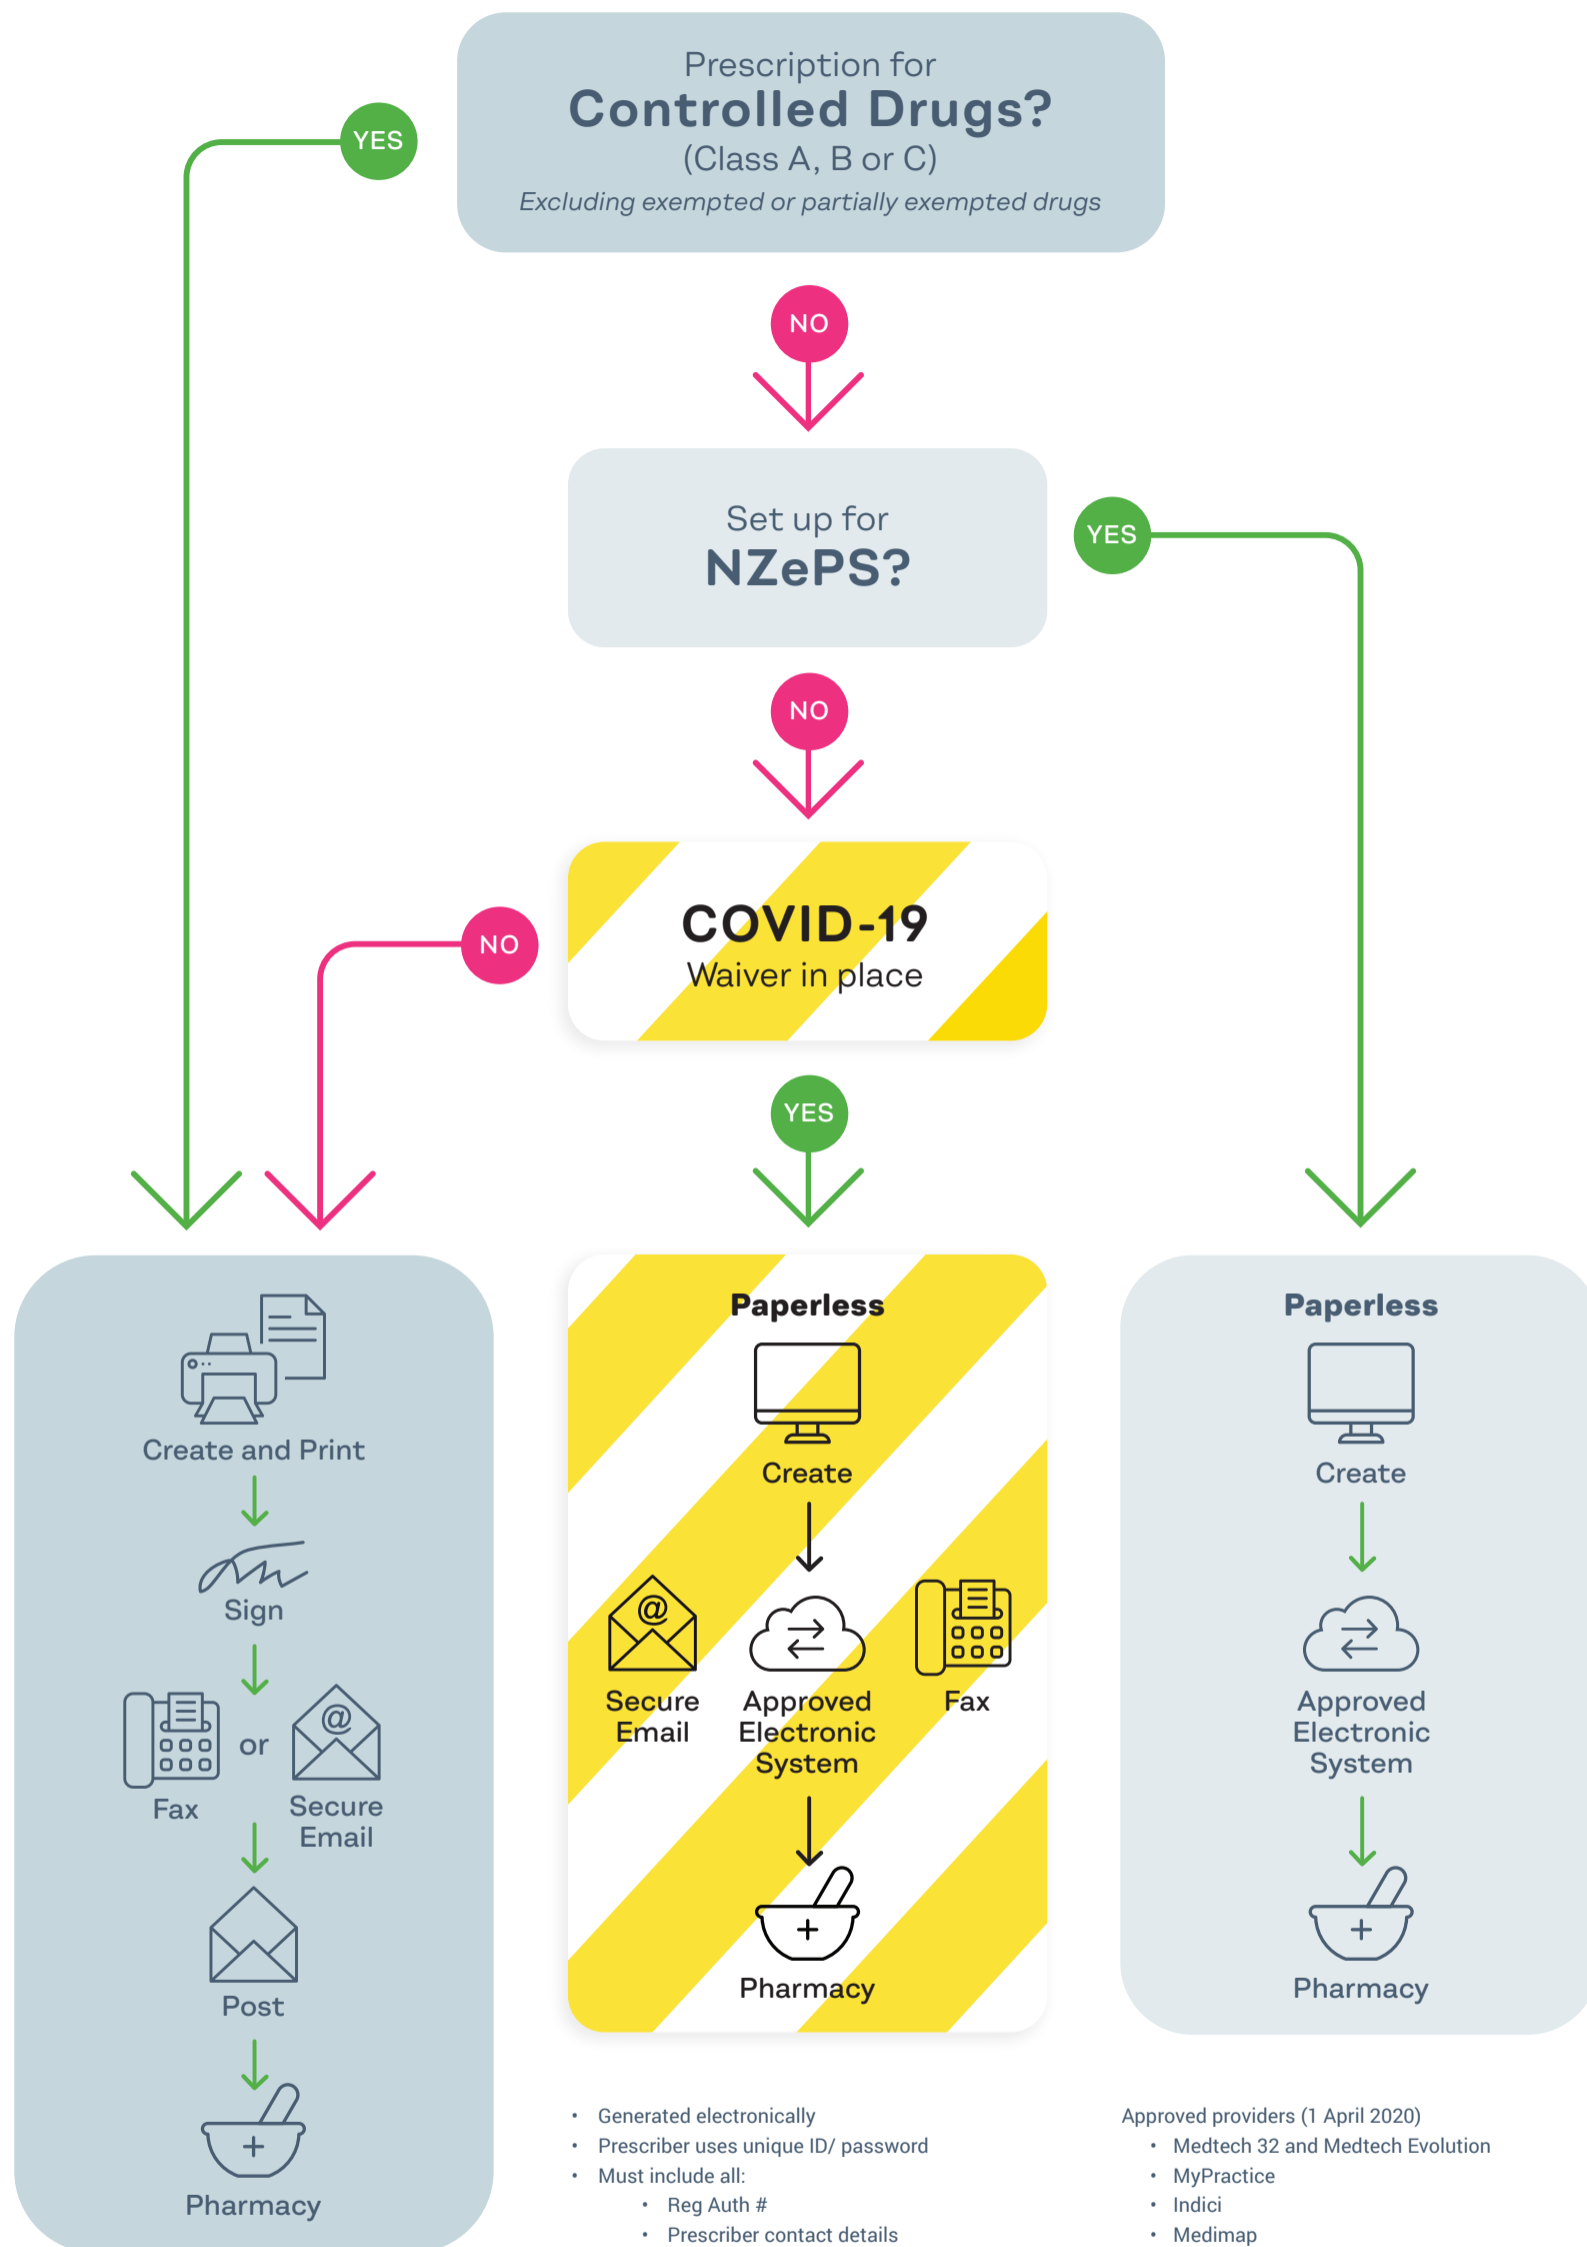 Prescription for
Controlled Drugs?
(Class A, B or C)
Excluding exempted or partially exempted drugs
YES
NO
Set up for
NZePS?
YES
NO
COVID-19
Waiver in place
NO
YES
Create and Print
Sign
Fax
or
@
Secure
Email
Post
Pharmacy
Paperless
Create
@
Secure
Email
Approved
Electronic
System
Fax
Pharmacy
Paperless
Create
Approved
Electronic
System
Pharmacy
• Generated electronically
• Prescriber uses unique ID/ password
• Must include all:
• Reg Auth #
• Prescriber contact details
Approved providers (1 April 2020)
• Medtech 32 and Medtech Evolution
• MyPractice
• Indici
• Medimap